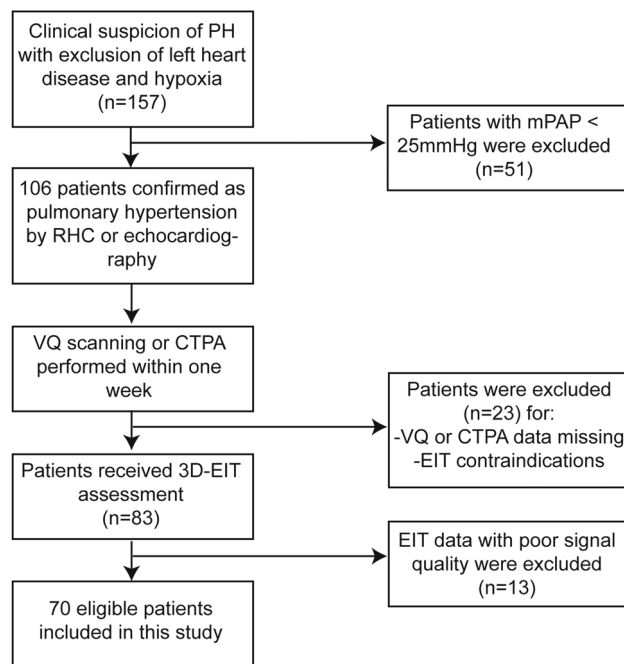 Clinical suspicion of PH
with exclusion of left heart
disease and hypoxia
(n=157)
Patients with mPAP <
25mmHg were excluded
(n=51)
106 patients confirmed as
pulmonary hypertension
by RHC or echocardiog-
raphy
VQ scanning or CTPA
performed within one
week
Patients were excluded
(n=23) for:
-VQ or CTPA data missing
-EIT contraindications
Patients received 3D-EIT
assessment
(n=83)
EIT data with poor signal
quality were excluded
(n=13)
70 eligible patients
included in this study